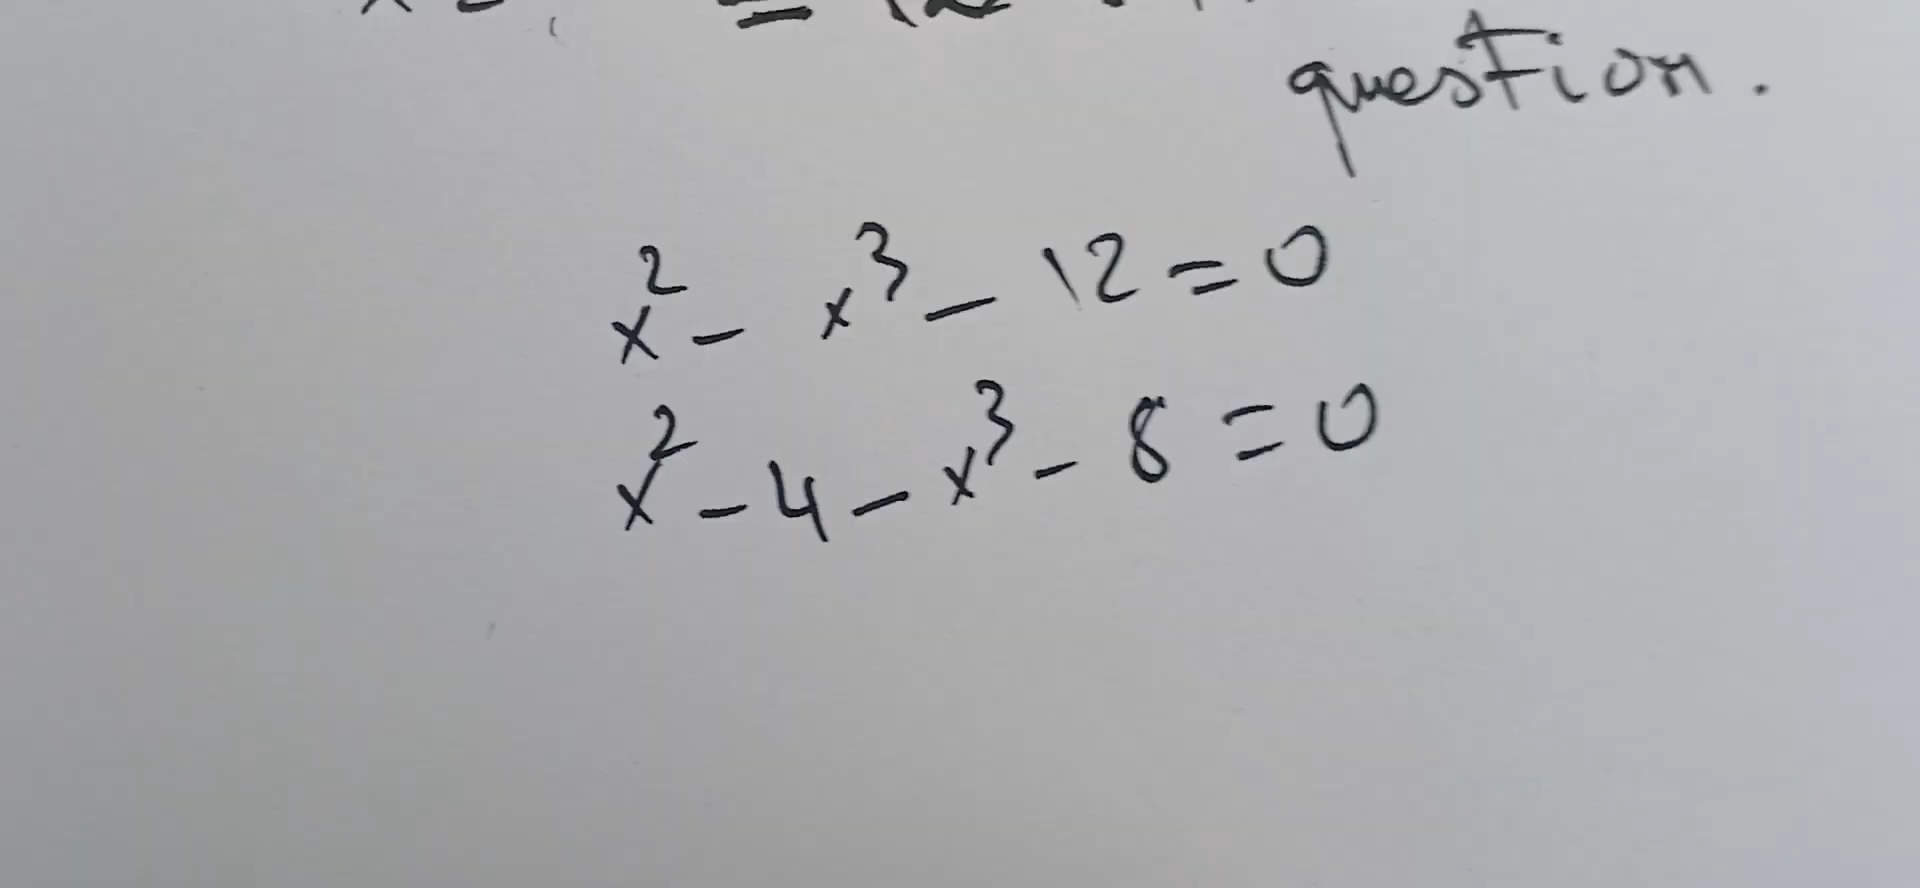 question.
x² - x³ - 12 = 0
x² - 4 - x³ - 8 = 0